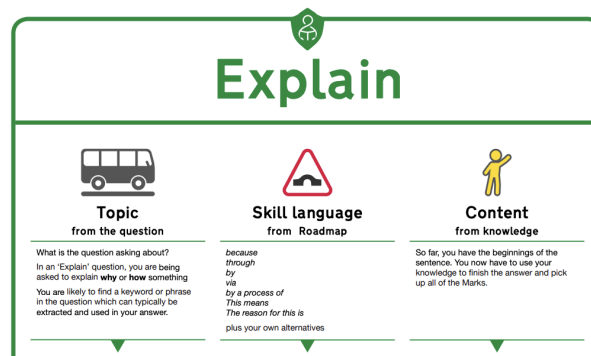 Explain
Topic
from the question
What is the question asking about?
In an ‘Explain’ question, you are being
asked to explain why or how something
You are likely to find a keyword or phrase
in the question which can typically be
extracted and used in your answer.
Skill language
from Roadmap
because
through
by
via
by a process of
This means
The reason for this is
plus your own alternatives
Content
from knowledge
So far, you have the beginnings of the
sentence. You now have to use your
knowledge to finish the answer and pick
up all of the Marks.